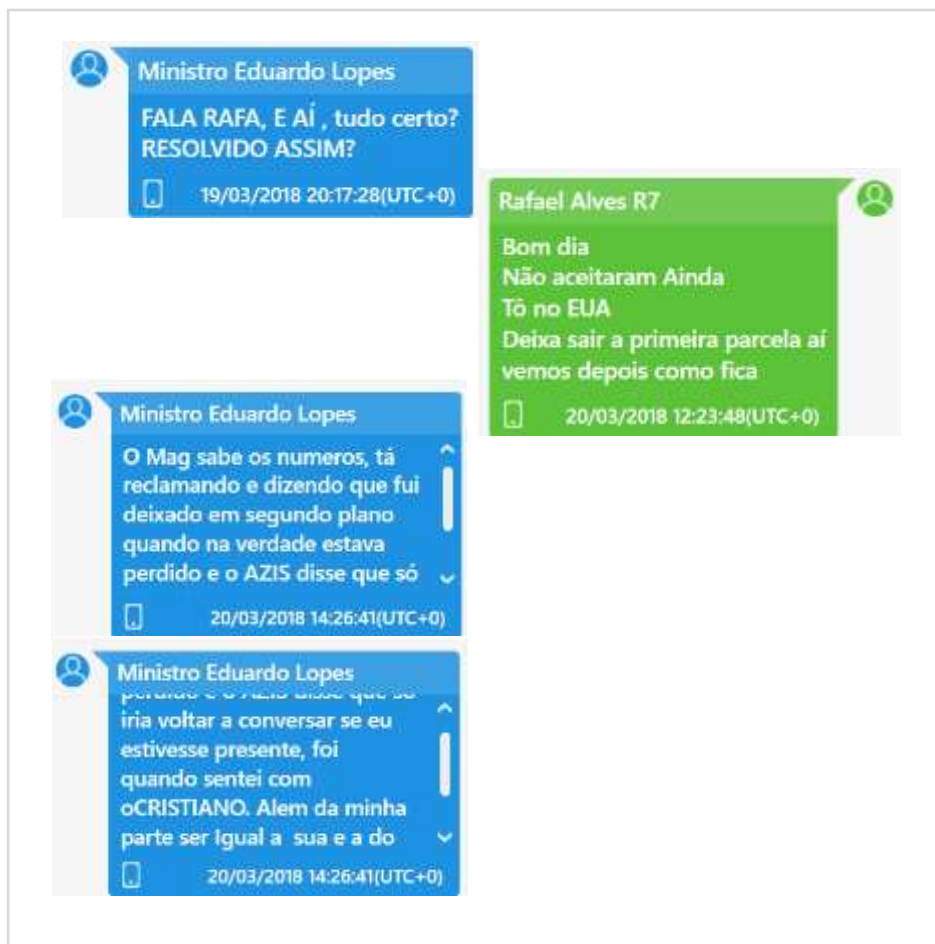 Ministro Eduardo Lopes
FALA RAFA, E AÍ , tudo certo?
RESOLVIDO ASSIM?
19/03/2018 20:17:28(UTC+0)
Rafael Alves R7
Bom dia
Não aceitaram Ainda
Tô no EUA
Deixa sair a primeira parcela aí
vemos depois como fica
20/03/2018 12:23:48(UTC+0)
Ministro Eduardo Lopes
O Mag sabe os numeros, tá
reclamando e dizendo que fui
deixado em segundo plano
quando na verdade estava
perdido e o AZIS disse que só
20/03/2018 14:26:41(UTC+0)
Ministro Eduardo Lopes
perdido e o AZIS disse que só
iria voltar a conversar se eu
estivesse presente, foi
quando sentei com
oCRISTIANO. Alem da minha
parte ser Igual a sua e a do
20/03/2018 14:26:41(UTC+0)